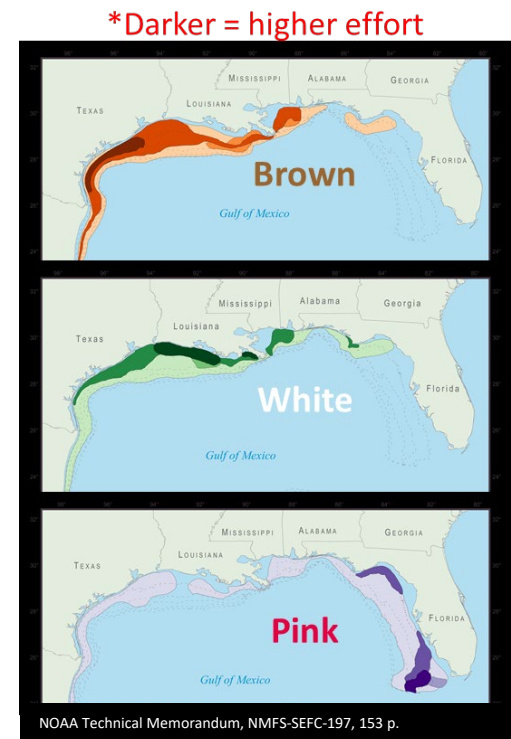 *Darker = higher effort
MISSISSIPPI
ALABAMA
GEORGIA
LOUISIANA
TEXAS
FLORIDA
Brown
Gulf of Mexico
Mississippi
Alabama
Georgia
Louisiana
Texas
Florida
White
Gulf of Mexico
MISSISSIPPI
ALABAMA
GEORGIA
LOUISIANA
TEXAS
FLORIDA
Pink
Gulf of Mexico
NOAA Technical Memorandum, NMFS-SEFC-197, 153 p.